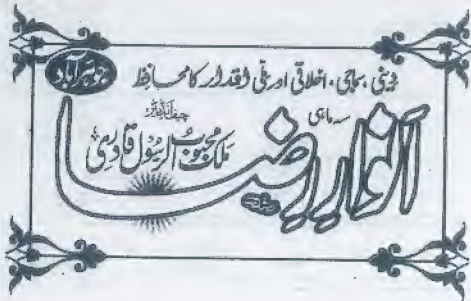 دینی، سماجی، اخلاقی اور ملی اقدار کا محافظ
جوہر آباد
سہ ماہی
انوارِ رضا
چیف ایڈیٹر
ملک محبوب الرسول قادری